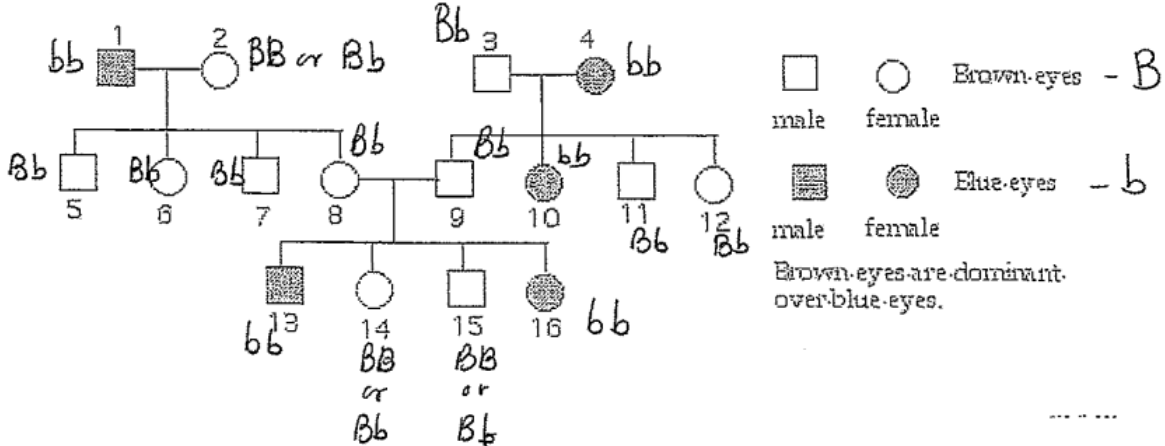 bb 1 2 BB or Bb Bb 3 4 bb
Brown-eyes - B
male female
Bb 5 Bb 6 Bb 7 Bb 8 Bb 9 bb 10 11 Bb 12 Bb
Blue-eyes - b
male female
Brown-eyes-are-dominant-
over-blue-eyes.
13 14 15 16 bb
bb BB BB
or or
Bb Bb